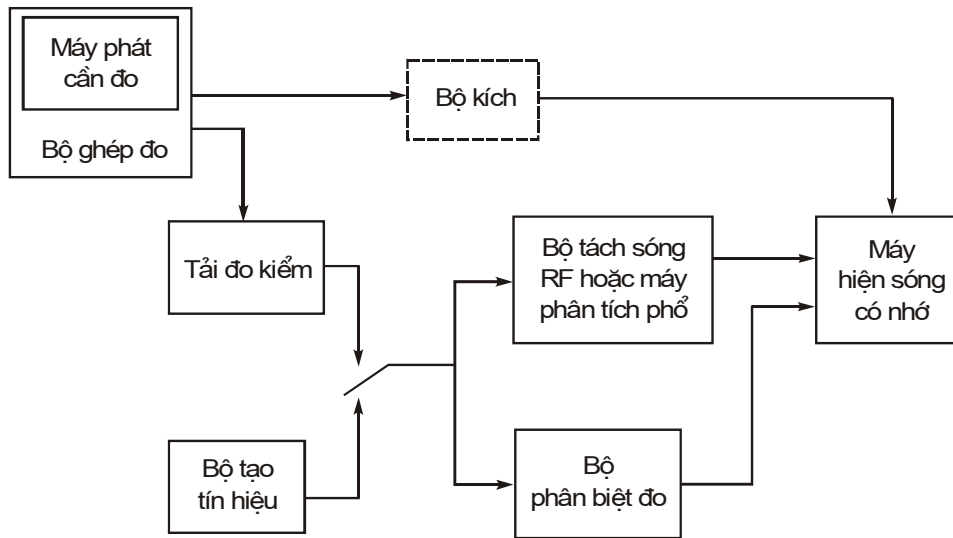 Máy phát
cần đo
Bộ ghép đo
Bộ kích
Tải đo kiểm
Bộ tách sóng
RF hoặc máy
phân tích phổ
Máy
hiện sóng
có nhớ
Bộ tạo
tín hiệu
Bộ
phân biệt đo